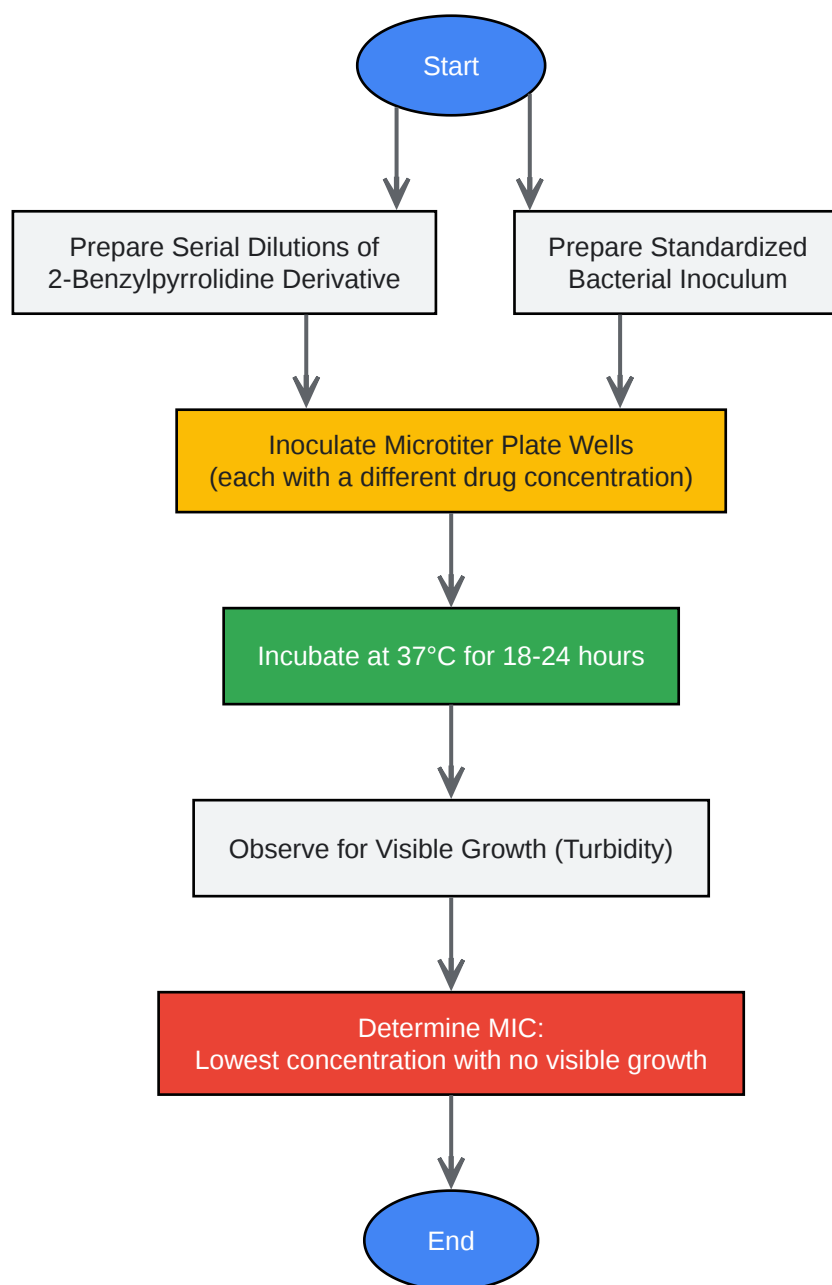 Start
Prepare Serial Dilutions of
2-Benzylpyrrolidine Derivative
Prepare Standardized
Bacterial Inoculum
Inoculate Microtiter Plate Wells
(each with a different drug concentration)
Incubate at 37°C for 18-24 hours
Observe for Visible Growth (Turbidity)
Determine MIC:
Lowest concentration with no visible growth
End